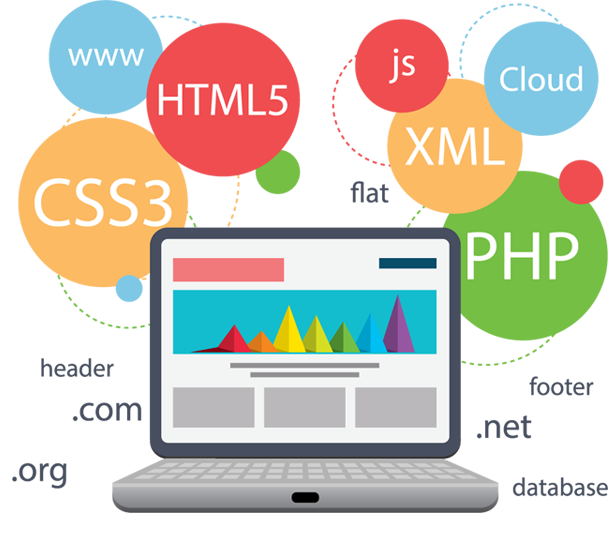 www
HTML5
js
Cloud
CSS3
XML
flat
PHP
header
footer
.com
.net
.org
database